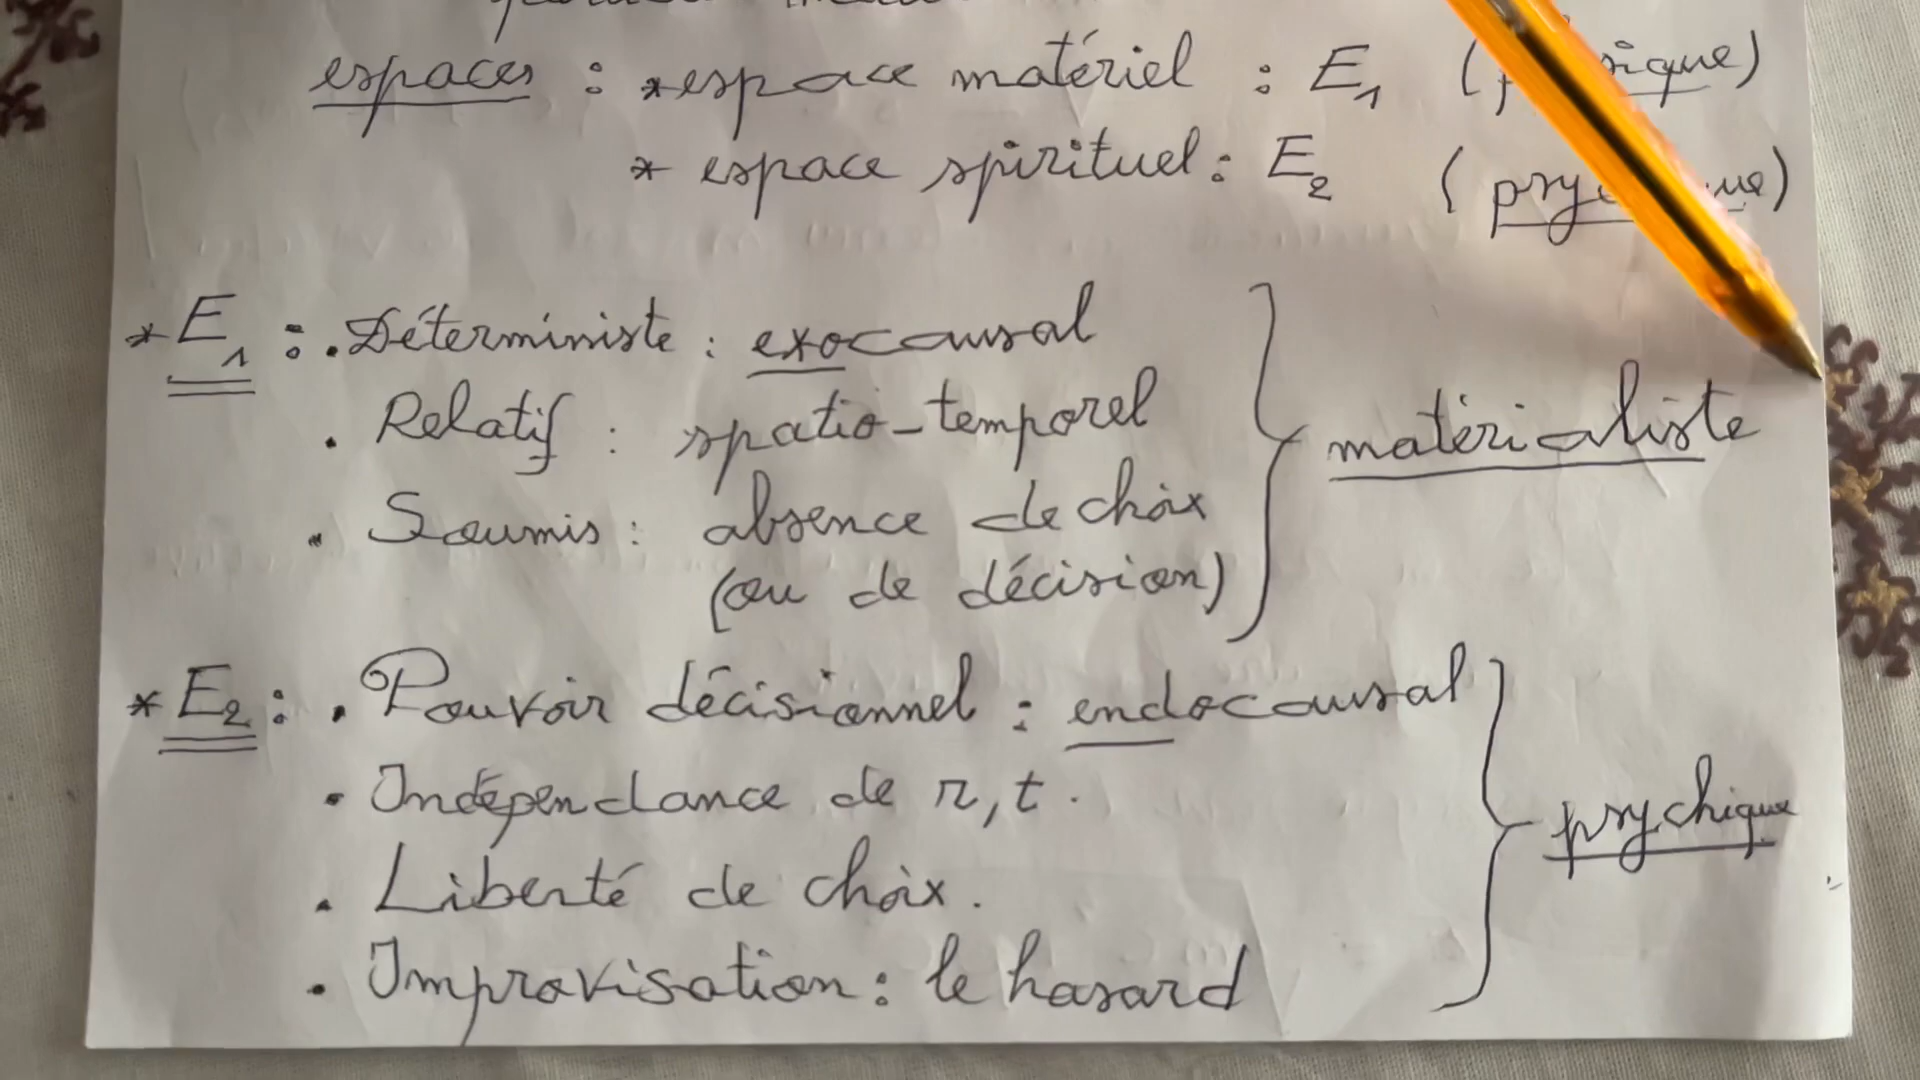 espaces : * espace matériel : E1 (
* espace spirituel : E2 (
* E1 : . Déterministe : exocausal
. Relatif : spatio-temporel
. Soumis : absence de choix
(ou de décision)
matérialiste
* E2 : . Pouvoir décisionnel : endocausal
. Indépendance de r, t .
. Liberté de choix .
. Improvisation : le hasard
psychique